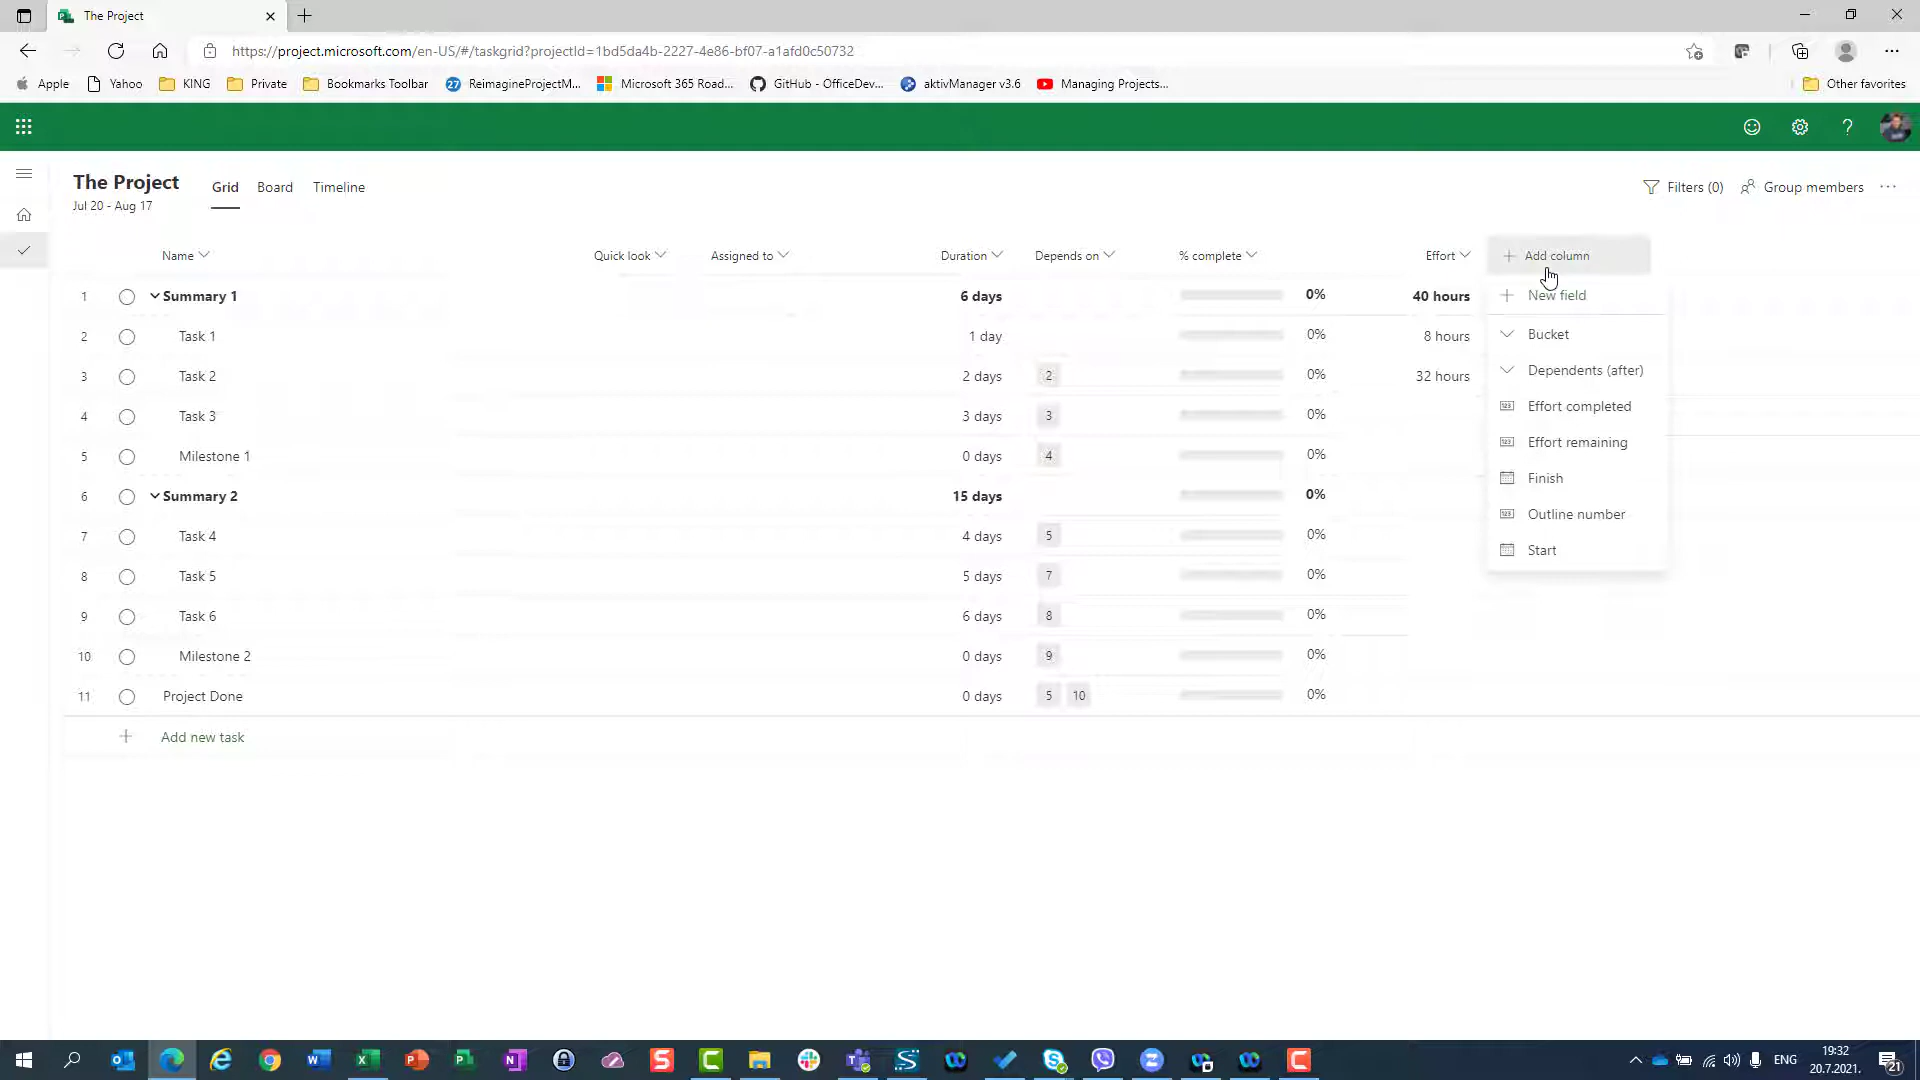 The Project
https://project.microsoft.com/en-US/#/taskgrid?projectId=1bd5da4b-2227-4e86-bf07-a1afd0c50732
Apple Yahoo KING Private Bookmarks Toolbar 27 ReimagineProjectM... Microsoft 365 Road... GitHub - OfficeDev... aktivManager v3.6 Managing Projects... Other favorites
The Project Grid Board Timeline Filters (0) Group members
Jul 20 - Aug 17
Name Quick look Assigned to Duration Depends on % complete Effort Add column
1 Summary 1 6 days 0% 40 hours New field
2 Task 1 1 day 0% 8 hours Bucket
3 Task 2 2 days 2 0% 32 hours Dependents (after)
4 Task 3 3 days 3 0% Effort completed
5 Milestone 1 0 days 4 0% Effort remaining
6 Summary 2 15 days 0% Finish
7 Task 4 4 days 5 0% Outline number
8 Task 5 5 days 7 0% Start
9 Task 6 6 days 8 0%
10 Milestone 2 0 days 9 0%
11 Project Done 0 days 5 10 0%
Add new task
ENG 19:32
20.7.2021. 21